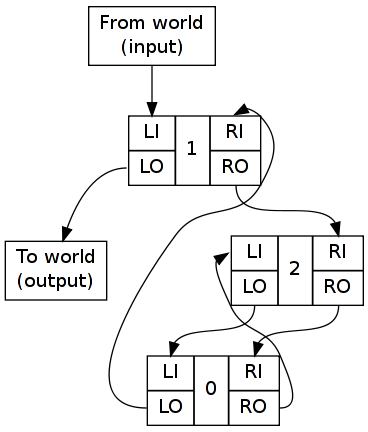 From world
(input)
LI
1
RI
LO
RO
To world
(output)
LI
2
RI
LO
RO
LI
0
RI
LO
RO